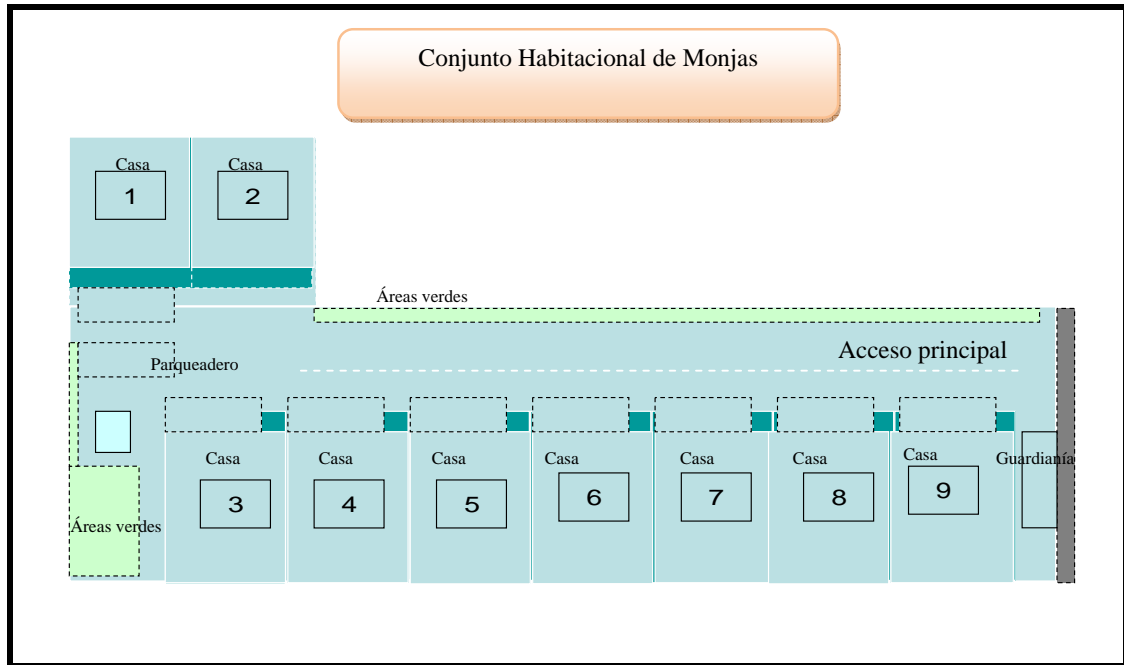 Conjunto Habitacional de Monjas
Casa
1
Casa
2
Áreas verdes
Acceso principal
Parqueadero
Casa
3
Casa
4
Casa
5
Casa
6
Casa
7
Casa
8
Casa
9
Guardianía
Áreas verdes